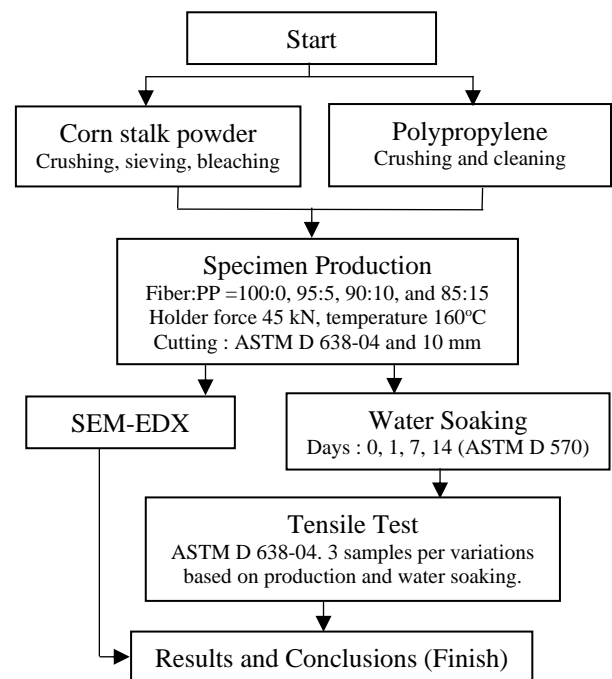 Start
Corn stalk powder
Crushing, sieving, bleaching
Polypropylene
Crushing and cleaning
Specimen Production
Fiber:PP =100:0, 95:5, 90:10, and 85:15
Holder force 45 kN, temperature 160°C
Cutting : ASTM D 638-04 and 10 mm
SEM-EDX
Water Soaking
Days : 0, 1, 7, 14 (ASTM D 570)
Tensile Test
ASTM D 638-04. 3 samples per variations
based on production and water soaking.
Results and Conclusions (Finish)